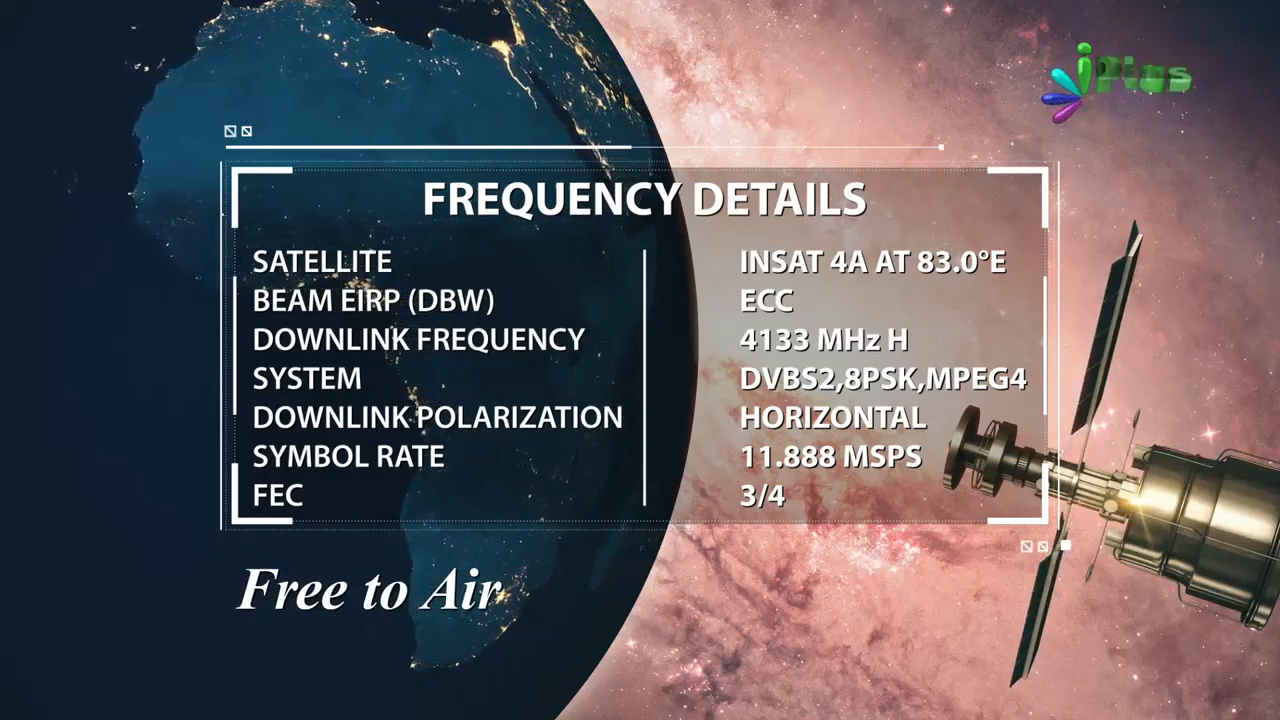 iPlus
FREQUENCY DETAILS
SATELLITE INSAT 4A AT 83.0°E
BEAM EIRP (DBW) ECC
DOWNLINK FREQUENCY 4133 MHz H
SYSTEM DVBS2,8PSK,MPEG4
DOWNLINK POLARIZATION HORIZONTAL
SYMBOL RATE 11.888 MSPS
FEC 3/4
Free to Air